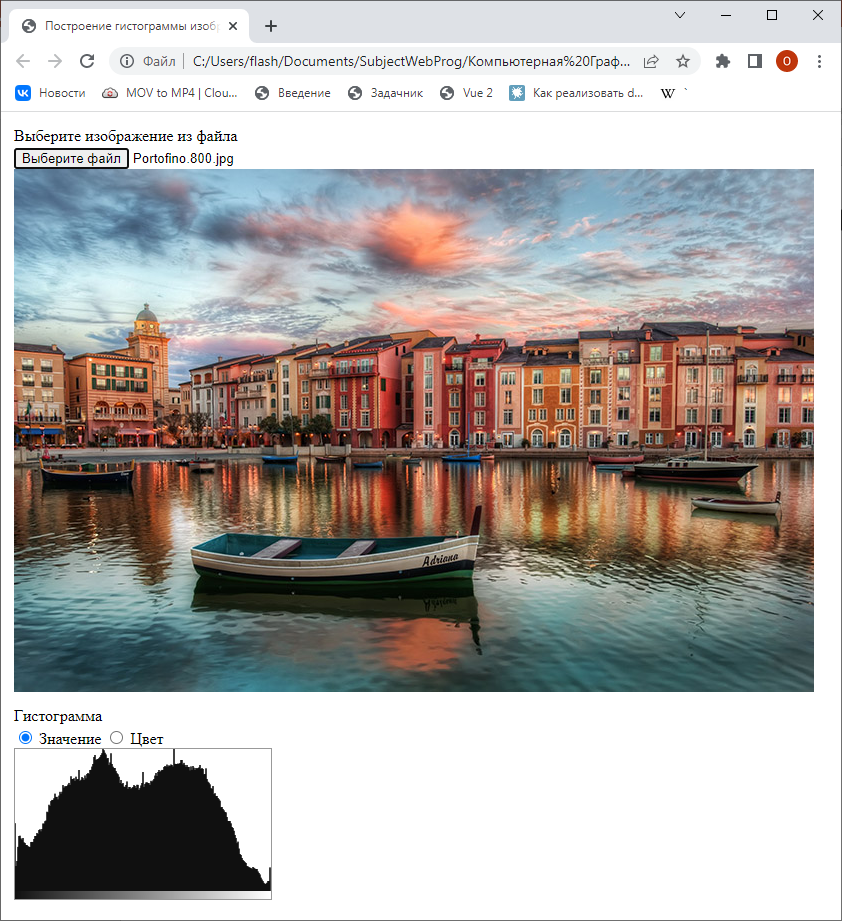 Построение гистограммы изобр
Файл C:/Users/flash/Documents/SubjectWebProg/Компьютерная%20Граф... O
Новости MOV to MP4 | Clou... Введение Задачник Vue 2 Как реализовать d... W `
Выберите изображение из файла
Выберите файл Portofino.800.jpg
Adriana
Гистограмма
Значение Цвет